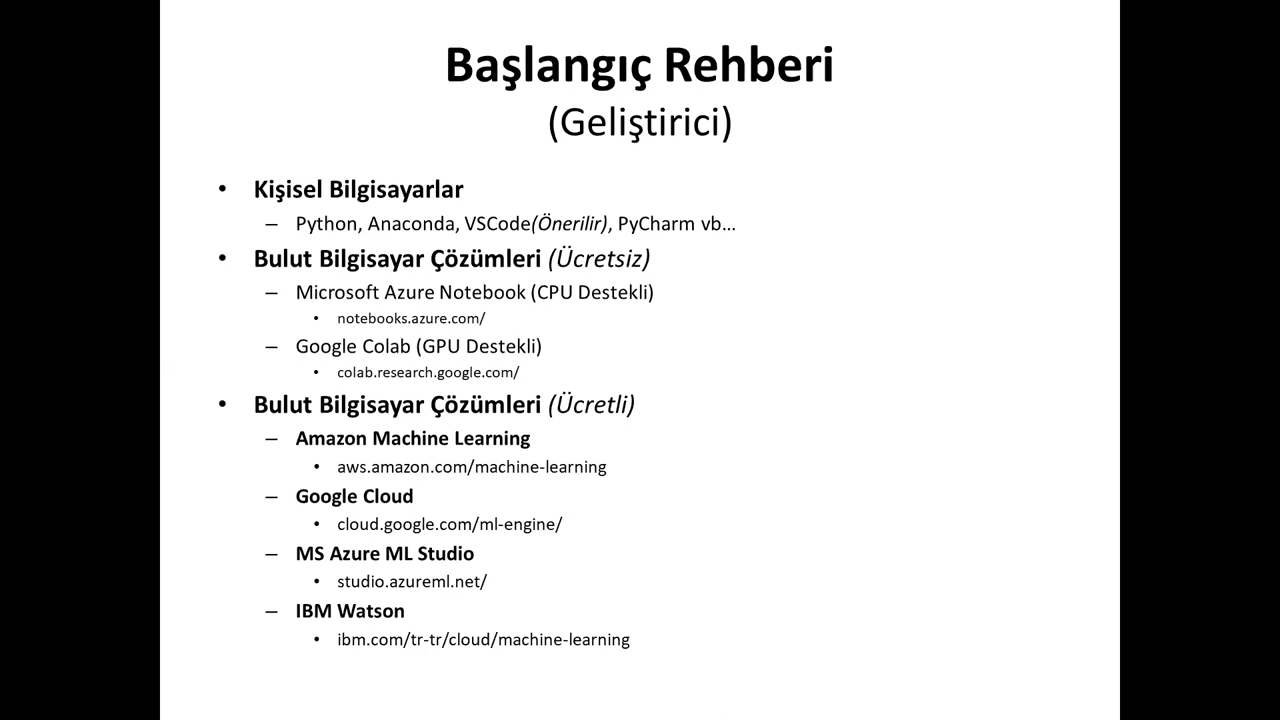 Başlangıç Rehberi
(Geliştirici)
• Kişisel Bilgisayarlar
– Python, Anaconda, VSCode(Önerilir), PyCharm vb…
• Bulut Bilgisayar Çözümleri (Ücretsiz)
– Microsoft Azure Notebook (CPU Destekli)
• notebooks.azure.com/
– Google Colab (GPU Destekli)
• colab.research.google.com/
• Bulut Bilgisayar Çözümleri (Ücretli)
– Amazon Machine Learning
• aws.amazon.com/machine-learning
– Google Cloud
• cloud.google.com/ml-engine/
– MS Azure ML Studio
• studio.azureml.net/
– IBM Watson
• ibm.com/tr-tr/cloud/machine-learning